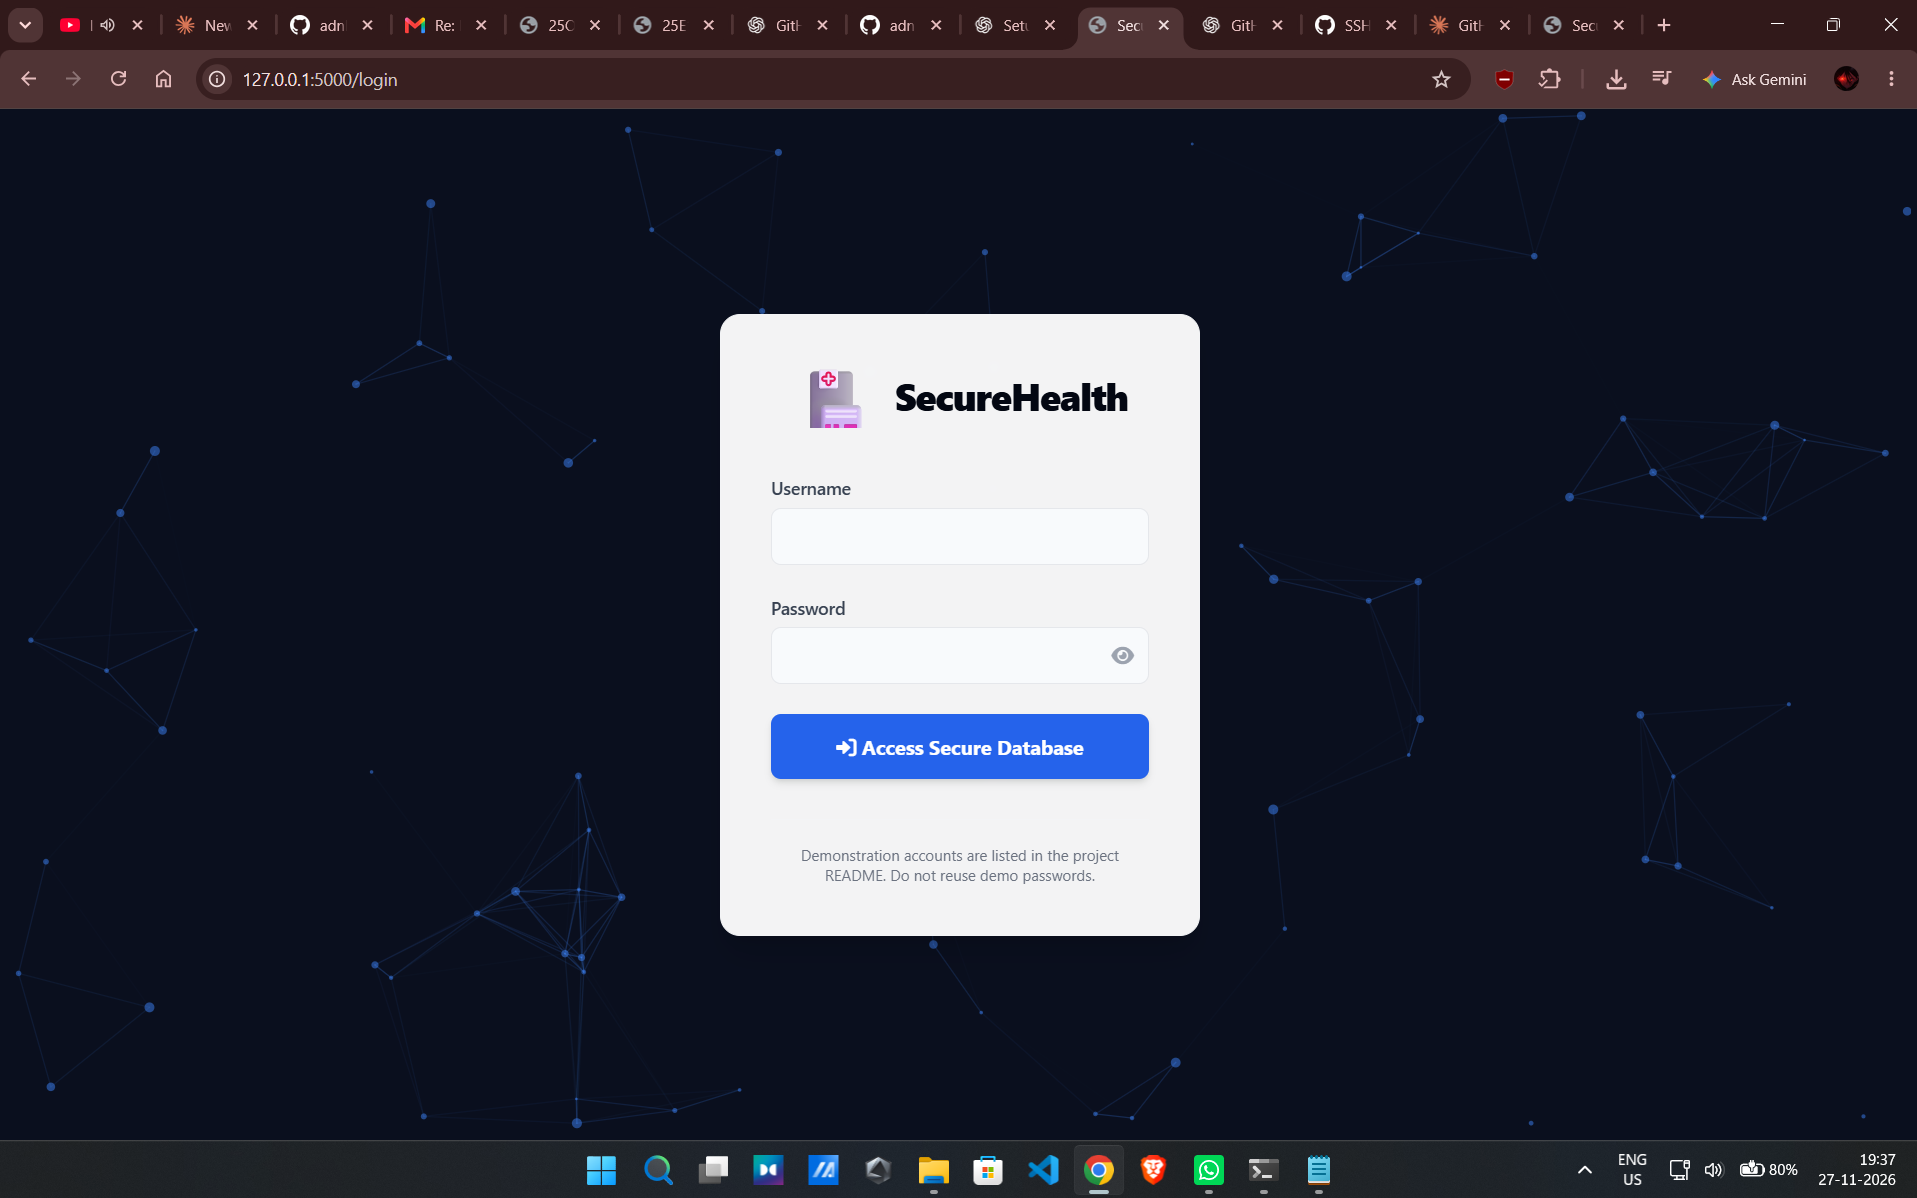 New
adn
Re:
25C
25E
GitH
adn
Setu
Secu
GitH
SSH
GitH
Secu
127.0.0.1:5000/login
Ask Gemini
SecureHealth
Username
Password
Access Secure Database
Demonstration accounts are listed in the project
README. Do not reuse demo passwords.
ENG
US
80%
19:37
27-11-2026